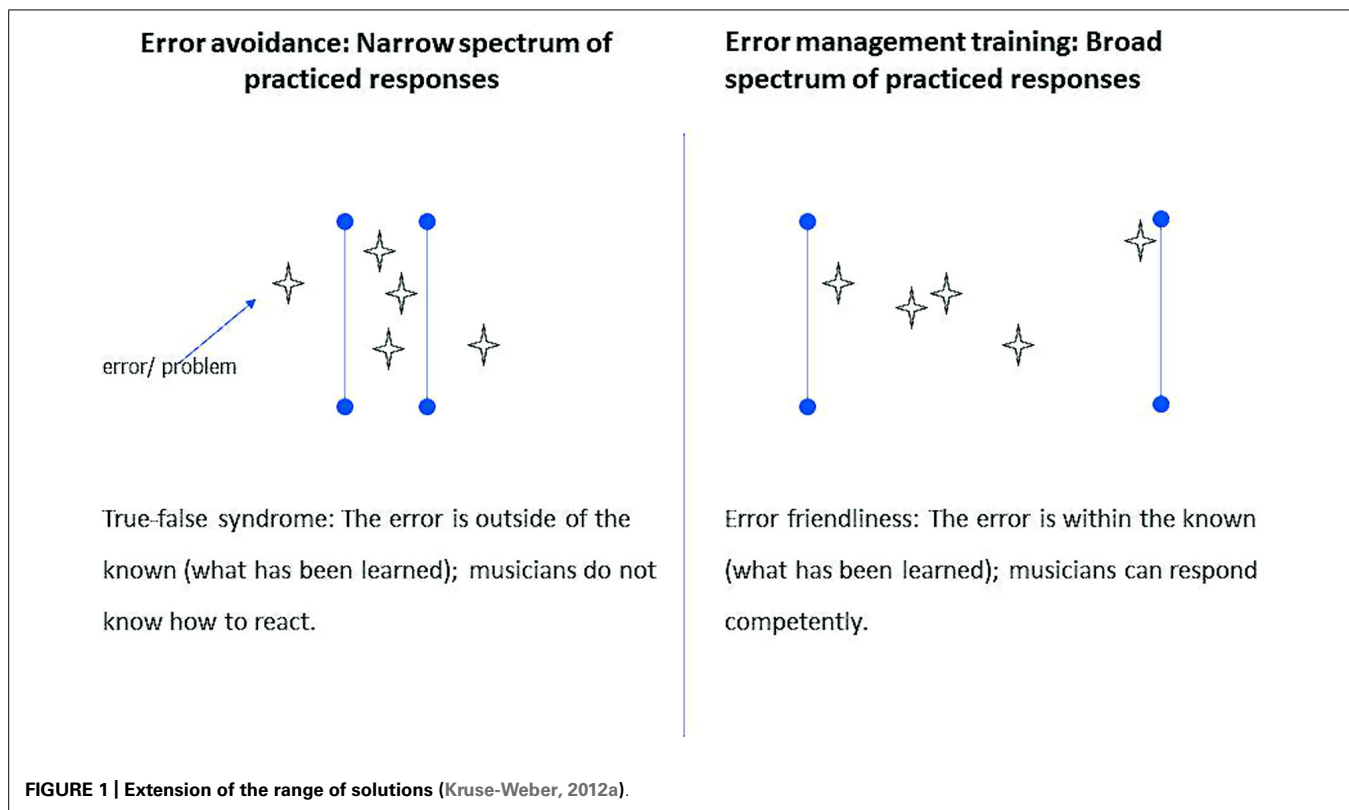 Error avoidance: Narrow spectrum of
practiced responses
error/ problem
True-false syndrome: The error is outside of the
known (what has been learned); musicians do not
know how to react.
Error management training: Broad
spectrum of practiced responses
Error friendliness: The error is within the known
(what has been learned); musicians can respond
competently.
FIGURE 1 | Extension of the range of solutions (Kruse-Weber, 2012a).